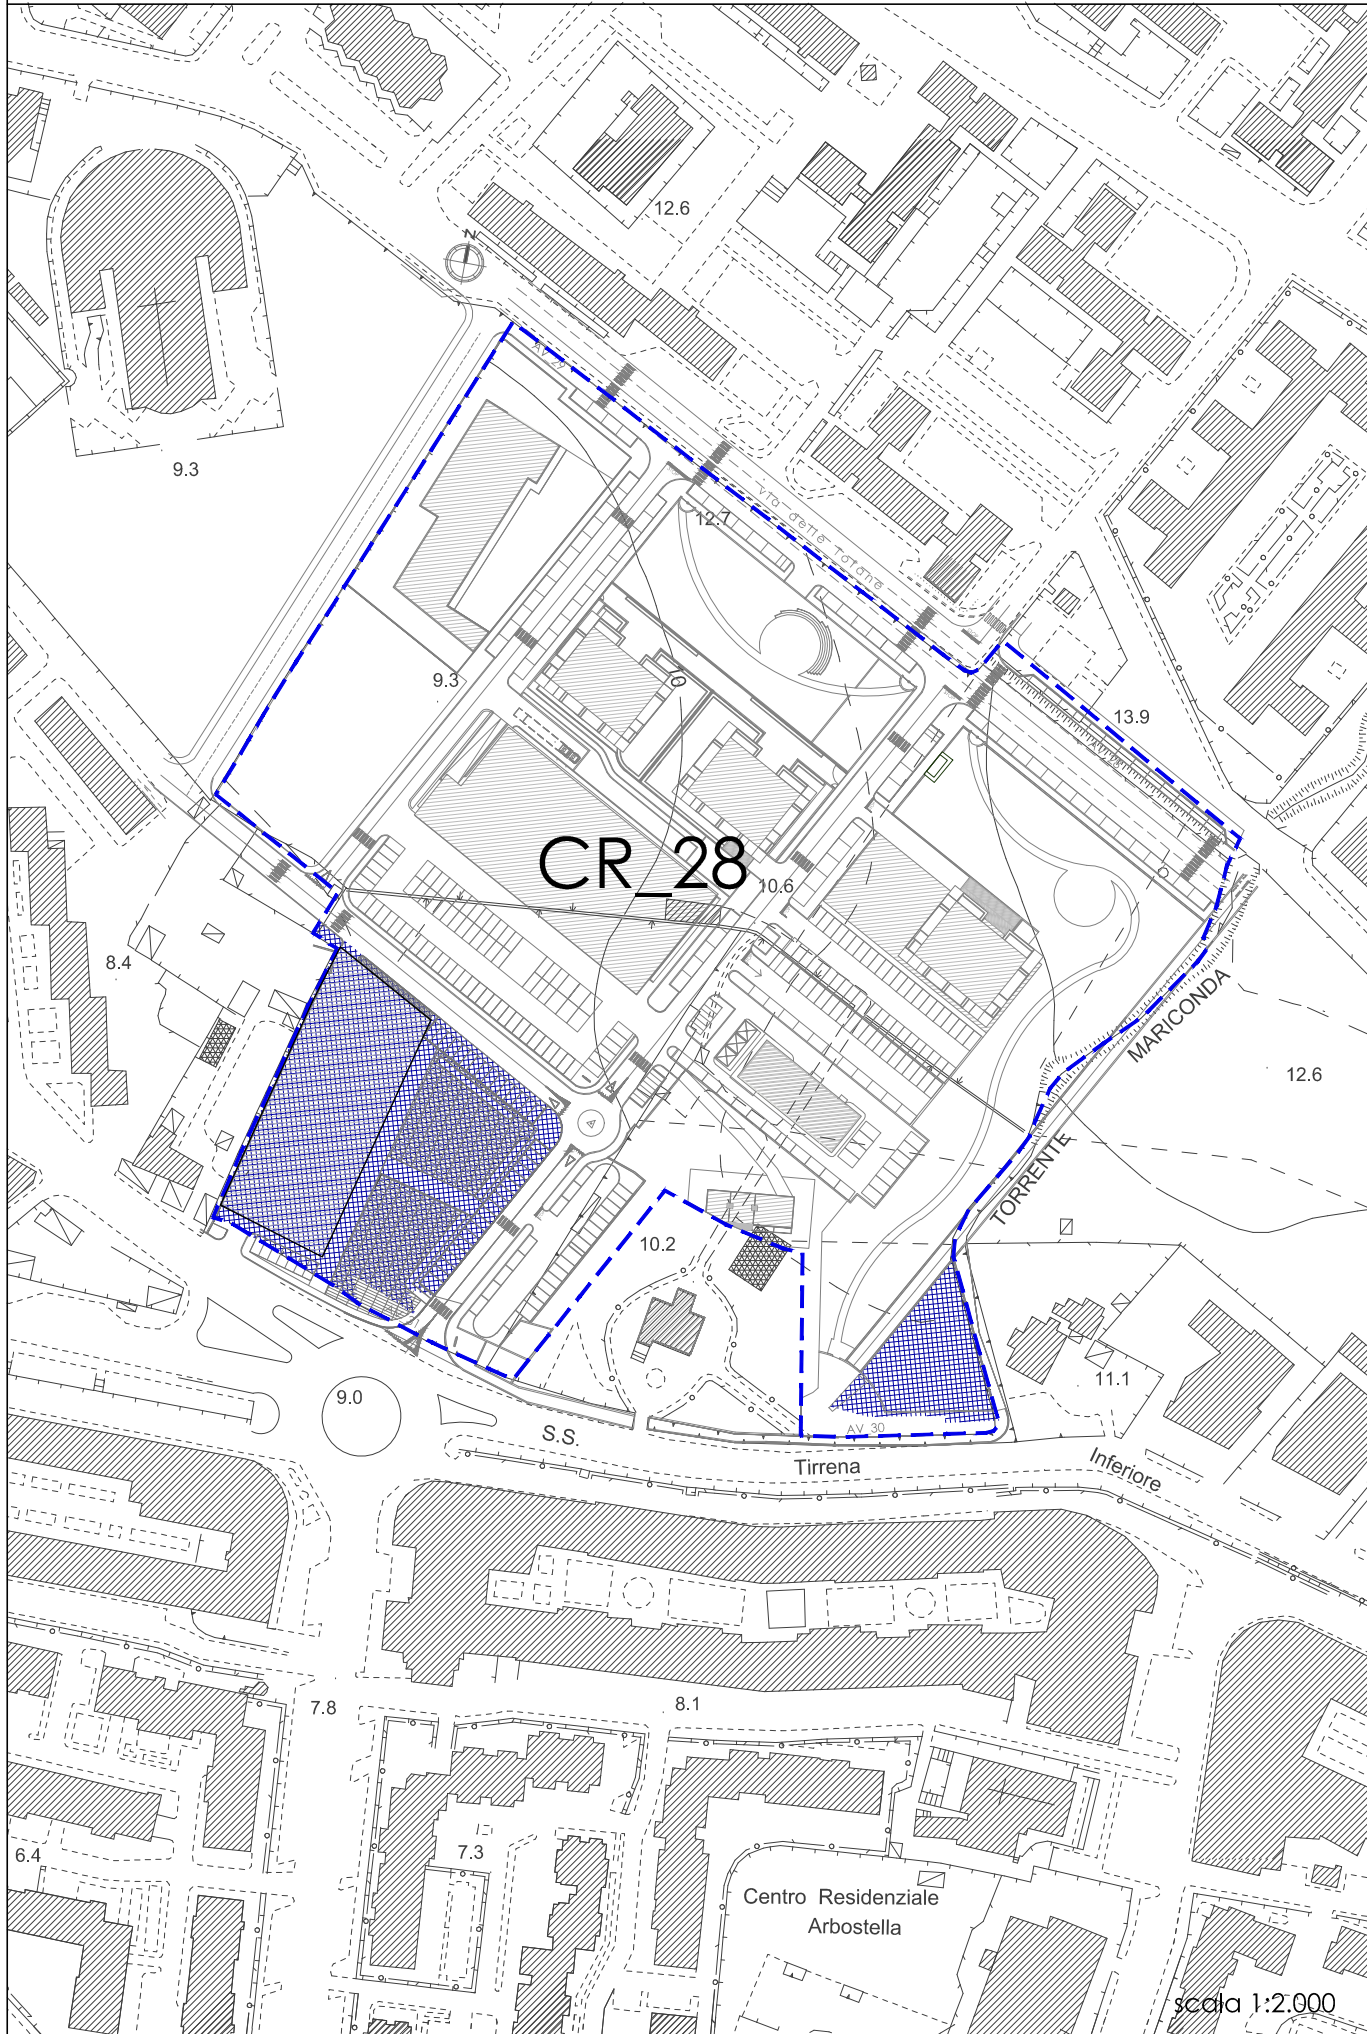 12.6
N
9.3
AV 29
12.7
via delle Tofane
9.3
10
13.9
CR_28
10.6
8.4
TORRENTE MARICONDA
12.6
10.2
11.1
9.0
AV 30
S.S. Tirrena Inferiore
7.8
8.1
7.3
6.4
Centro Residenziale
Arbostella
scala 1:2.000